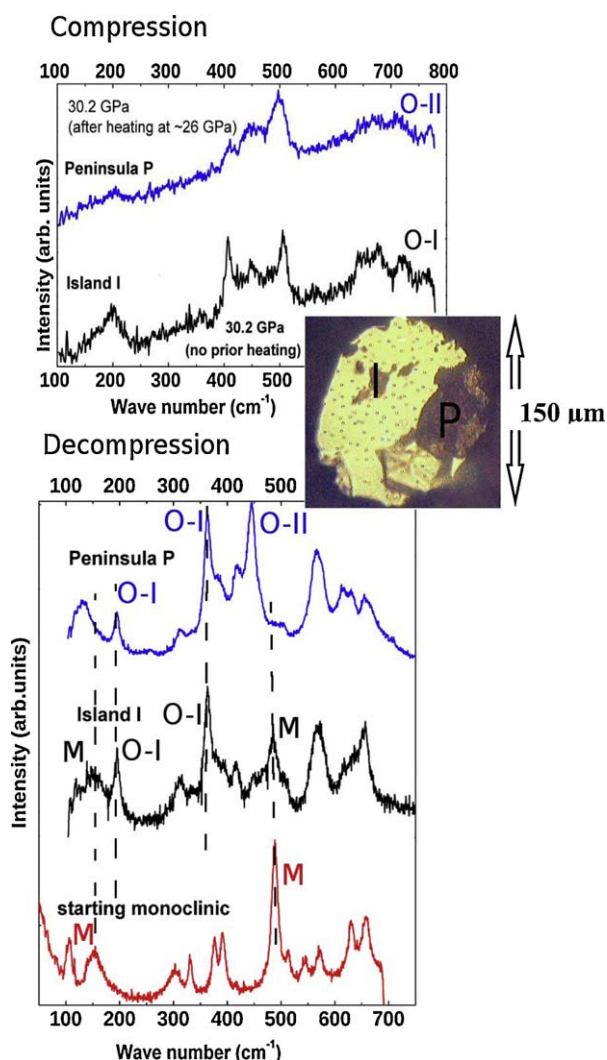 Compression
100 200 300 400 500 600 700 800
30.2 GPa
(after heating at ~26 GPa)
O-II
Peninsula P
O-I
Island I
30.2 GPa
(no prior heating)
Intensity (arb. units)
100 200 300 400 500
Wave number (cm-1)
I
P
150 µm
Decompression
100 200 300 400 500
O-I
O-II
Peninsula P
O-I
Island I
O-I
M
O-I
M
M
starting monoclinic
M
Intensity (arb.units)
100 200 300 400 500 600 700
Wave number (cm-1)